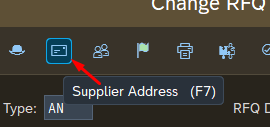 Change RFQ
Supplier Address (F7)
Type: AN RFQ D